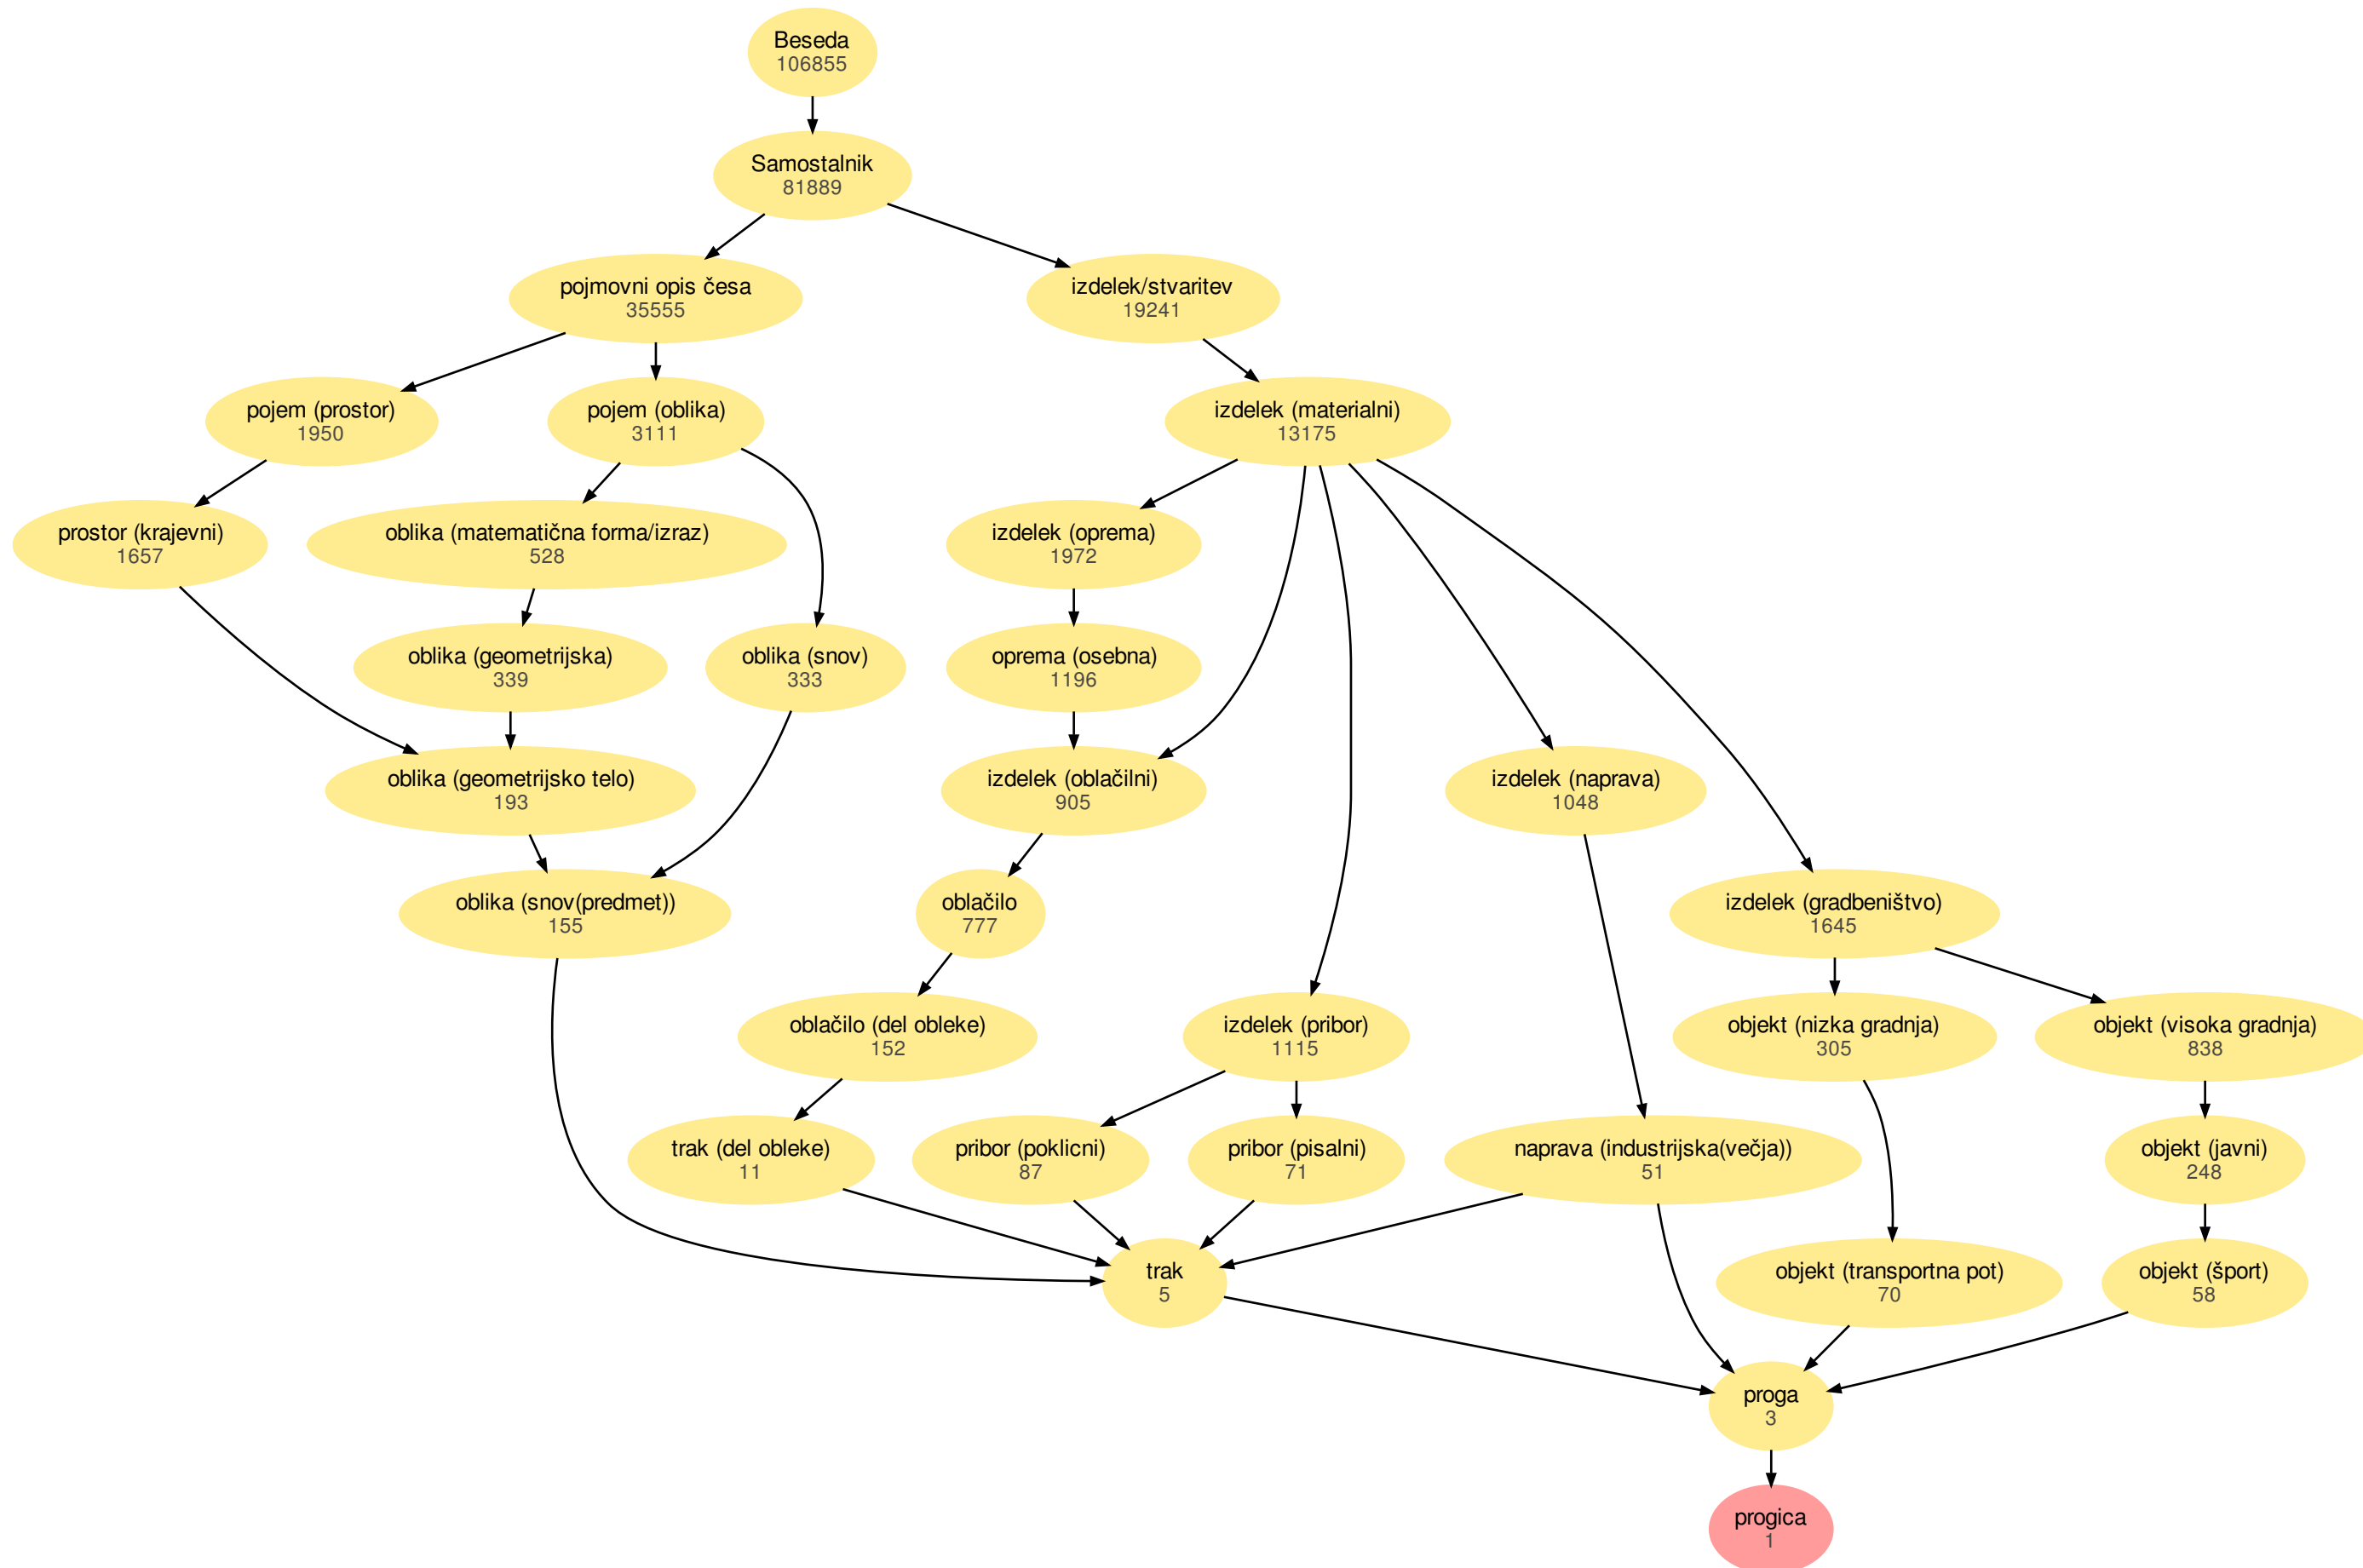 Beseda
106855
Samostalnik
81889
pojmovni opis česa
35555
izdelek/stvaritev
19241
pojem (prostor)
1950
pojem (oblika)
3111
izdelek (materialni)
13175
prostor (krajevni)
1657
oblika (matematična forma/izraz)
528
izdelek (oprema)
1972
oblika (geometrijska)
339
oblika (snov)
333
oprema (osebna)
1196
oblika (geometrijsko telo)
193
izdelek (oblačilni)
905
izdelek (naprava)
1048
oblika (snov(predmet))
155
oblačilo
777
izdelek (gradbeništvo)
1645
oblačilo (del obleke)
152
izdelek (pribor)
1115
objekt (nizka gradnja)
305
objekt (visoka gradnja)
838
trak (del obleke)
11
pribor (poklicni)
87
pribor (pisalni)
71
naprava (industrijska(večja))
51
objekt (javni)
248
trak
5
objekt (transportna pot)
70
objekt (šport)
58
proga
3
progica
1